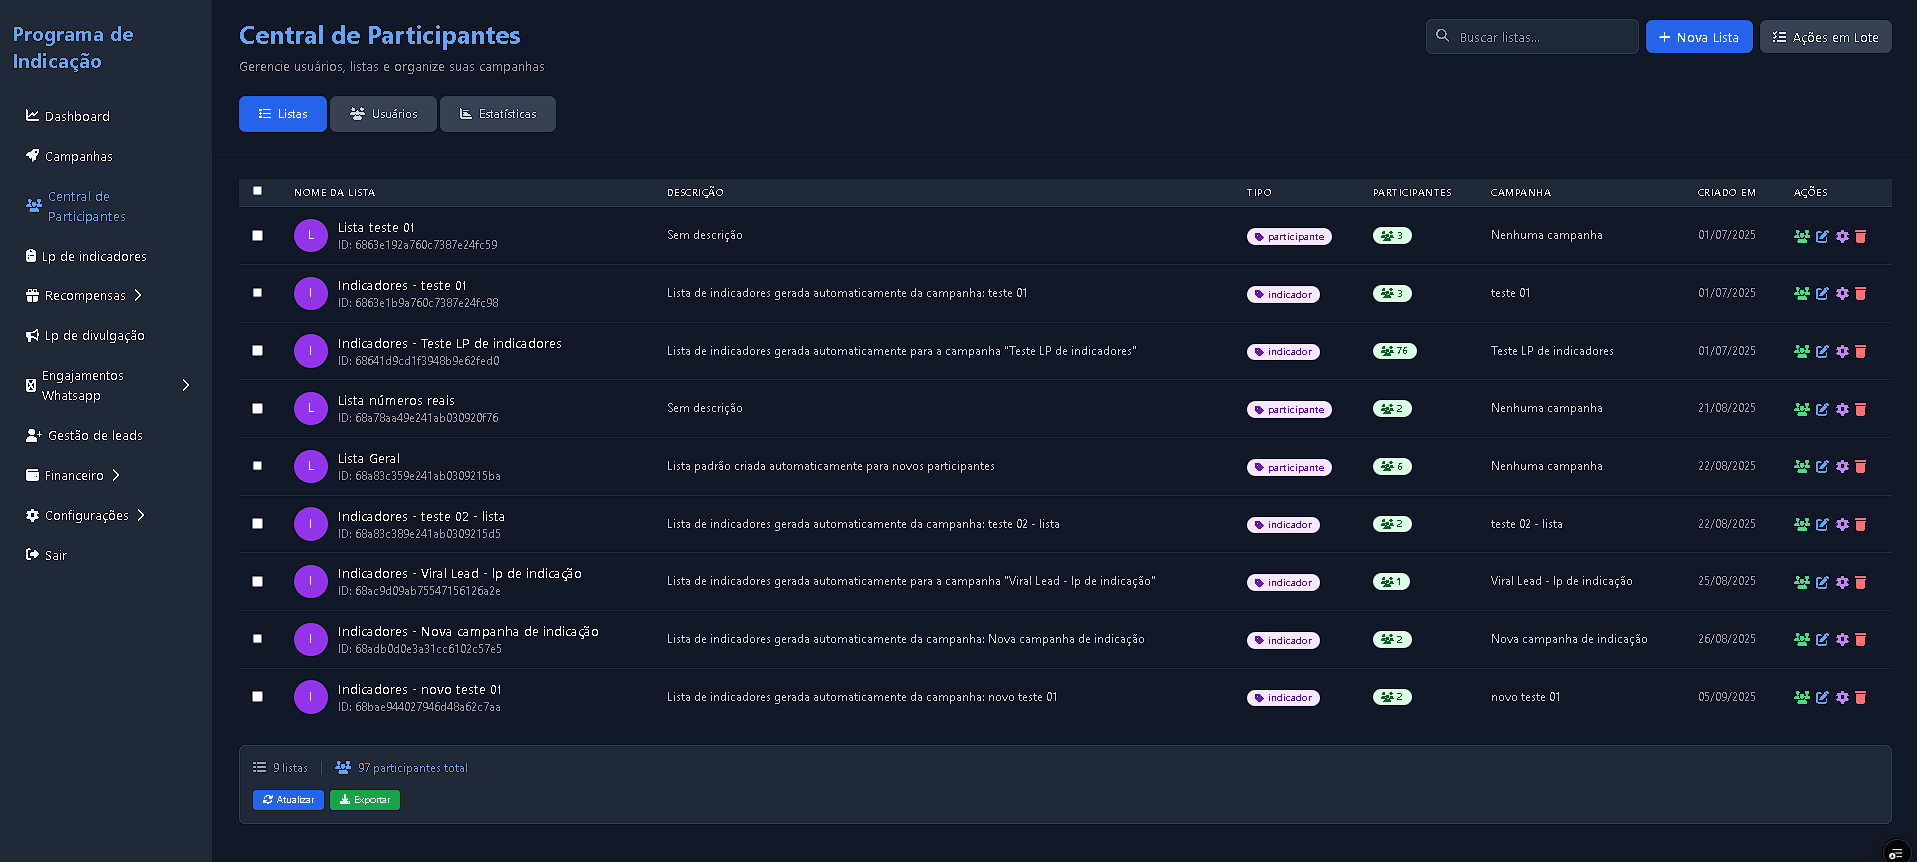 Programa de
Indicação
Dashboard
Campanhas
Central de
Participantes
Lp de indicadores
Recompensas
Lp de divulgação
Engajamentos
Whatsapp
Gestão de leads
Financeiro
Configurações
Sair
Central de Participantes
Gerencie usuários, listas e organize suas campanhas
Buscar listas...
Nova Lista
Ações em Lote
Listas
Usuários
Estatísticas
NOME DA LISTA DESCRIÇÃO TIPO PARTICIPANTES CAMPANHA CRIADO EM AÇÕES
L Lista teste 01
ID: 6863e192a760c7387e24fc59
Sem descrição participante 3 Nenhuma campanha 01/07/2025
I Indicadores - teste 01
ID: 6863e1b9a760c7387e24fc98
Lista de indicadores gerada automaticamente da campanha: teste 01 indicador 3 teste 01 01/07/2025
I Indicadores - Teste LP de indicadores
ID: 68641d9cd1f3948b9e62fed0
Lista de indicadores gerada automaticamente para a campanha "Teste LP de indicadores" indicador 76 Teste LP de indicadores 01/07/2025
L Lista números reais
ID: 68a78aa49e241ab030920f76
Sem descrição participante 2 Nenhuma campanha 21/08/2025
L Lista Geral
ID: 68a83c359e241ab0309215ba
Lista padrão criada automaticamente para novos participantes participante 6 Nenhuma campanha 22/08/2025
I Indicadores - teste 02 - lista
ID: 68a83c389e241ab0309215d5
Lista de indicadores gerada automaticamente da campanha: teste 02 - lista indicador 2 teste 02 - lista 22/08/2025
I Indicadores - Viral Lead - lp de indicação
ID: 68ac9d09ab75547156126a2e
Lista de indicadores gerada automaticamente para a campanha "Viral Lead - lp de indicação" indicador 1 Viral Lead - lp de indicação 25/08/2025
I Indicadores - Nova campanha de indicação
ID: 68adb0d0e3a31cc6102c57e5
Lista de indicadores gerada automaticamente da campanha: Nova campanha de indicação indicador 2 Nova campanha de indicação 26/08/2025
I Indicadores - novo teste 01
ID: 68bae944027946d48a62c7aa
Lista de indicadores gerada automaticamente da campanha: novo teste 01 indicador 2 novo teste 01 05/09/2025
9 listas | 97 participantes total
Atualizar
Exportar